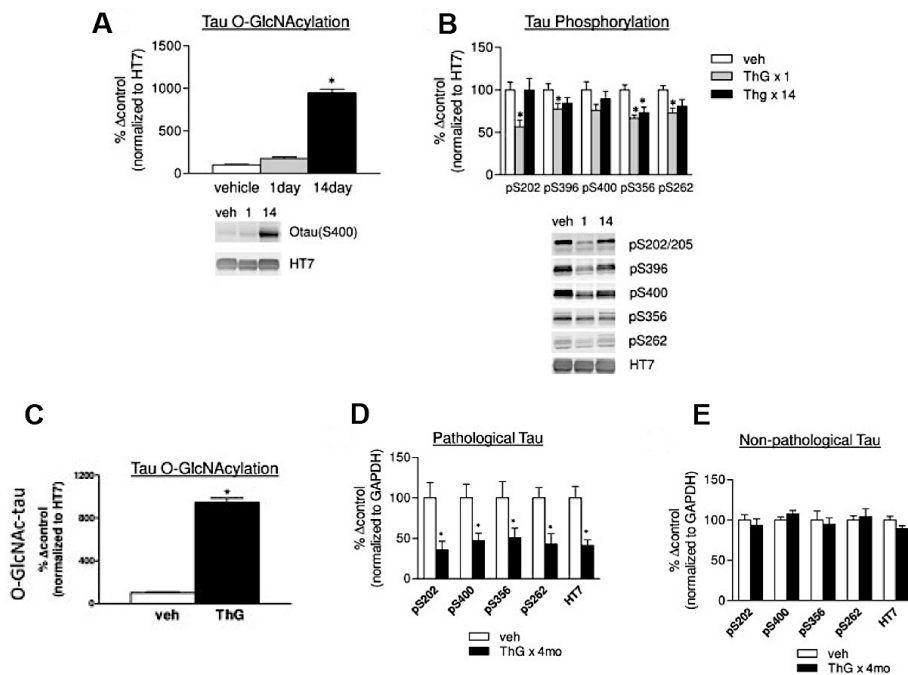 A
Tau O-GlcNAcylation
% Δcontrol
(normalized to HT7)
1500
1000
500
0
*
vehicle 1day 14day
veh 1 14
Otau(S400)
HT7
B
Tau Phosphorylation
% Δcontrol
(normalized to HT7)
150
100
50
0
* * * * *
*
pS202 pS396 pS400 pS356 pS262
veh
ThG x 1
Thg x 14
veh 1 14
pS202/205
pS396
pS400
pS356
pS262
HT7
C
Tau O-GlcNAcylation
O-GlcNAc-tau
% Δcontrol
(normalized to HT7)
1200
800
400
0
*
veh ThG
D
Pathological Tau
% Δcontrol
(normalized to GAPDH)
150
100
50
0
* * * * *
pS202 pS400 pS356 pS262 HT7
veh
ThG x 4mo
E
Non-pathological Tau
% Δcontrol
(normalized to GAPDH)
150
100
50
0
pS202 pS400 pS356 pS262 HT7
veh
ThG x 4mo